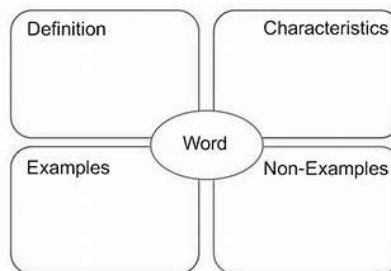 Definition
Characteristics
Word
Examples
Non-Examples